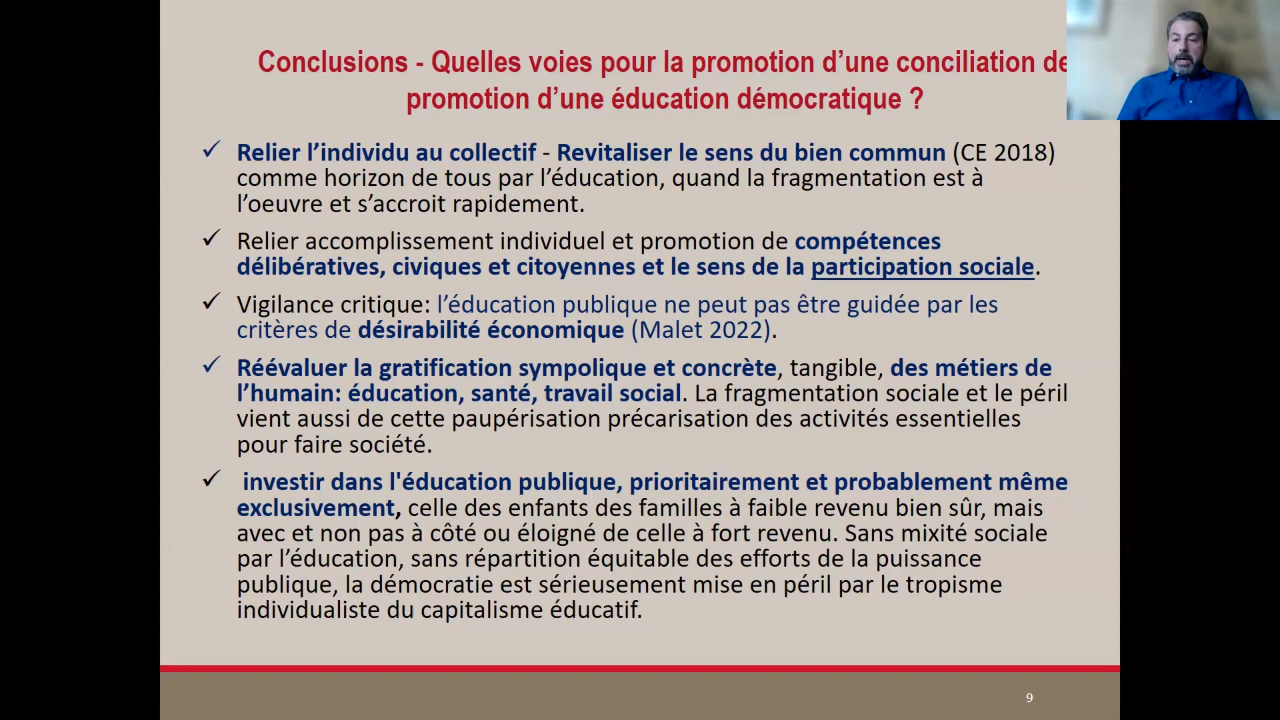 Conclusions - Quelles voies pour la promotion d’une conciliation de
promotion d’une éducation démocratique ?
✓ Relier l’individu au collectif - Revitaliser le sens du bien commun (CE 2018)
comme horizon de tous par l’éducation, quand la fragmentation est à
l’oeuvre et s’accroit rapidement.
✓ Relier accomplissement individuel et promotion de compétences
délibératives, civiques et citoyennes et le sens de la participation sociale.
✓ Vigilance critique: l’éducation publique ne peut pas être guidée par les
critères de désirabilité économique (Malet 2022).
✓ Réévaluer la gratification sympolique et concrète, tangible, des métiers de
l’humain: éducation, santé, travail social. La fragmentation sociale et le péril
vient aussi de cette paupérisation précarisation des activités essentielles
pour faire société.
✓ investir dans l'éducation publique, prioritairement et probablement même
exclusivement, celle des enfants des familles à faible revenu bien sûr, mais
avec et non pas à côté ou éloigné de celle à fort revenu. Sans mixité sociale
par l’éducation, sans répartition équitable des efforts de la puissance
publique, la démocratie est sérieusement mise en péril par le tropisme
individualiste du capitalisme éducatif.
9